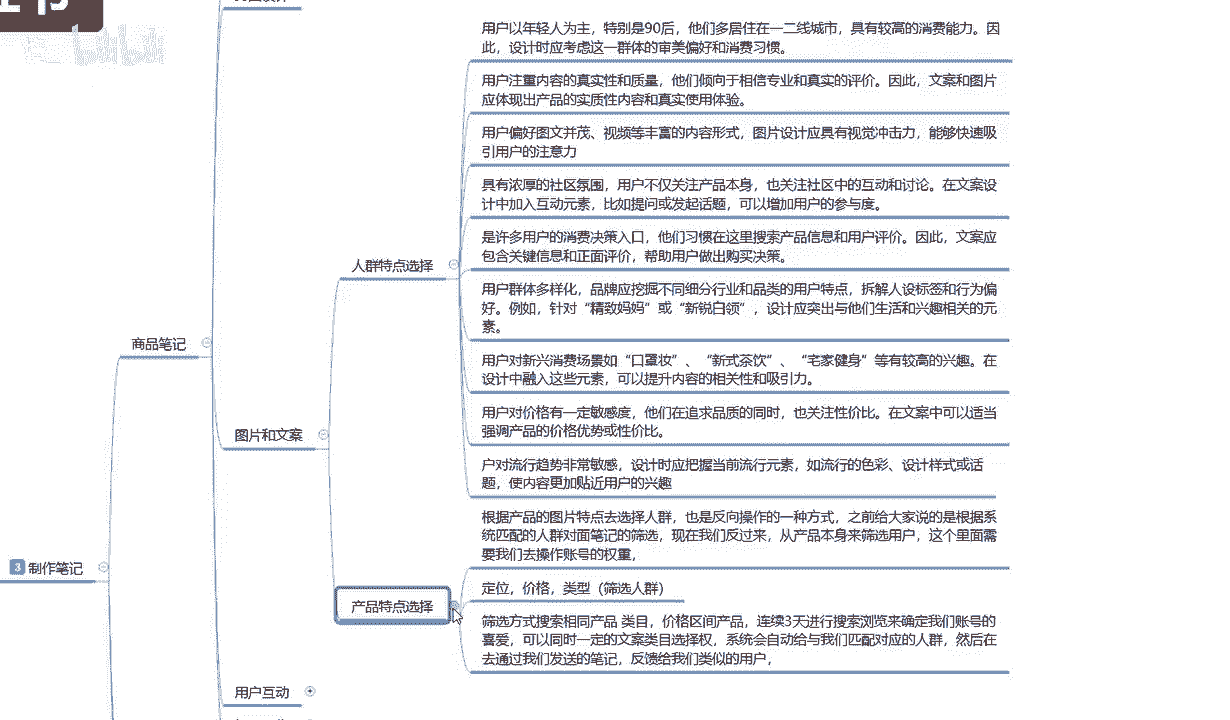 用户以年轻人为主，特别是90后，他们多居住在一二线城市，具有较高的消费能力。因
此，设计时应考虑这一群体的审美偏好和消费习惯。
用户注重内容的真实性和质量，他们倾向于相信专业和真实的评价。因此，文案和图片
应体现出产品的实质性内容和真实使用体验。
用户偏好图文并茂、视频等丰富的内容形式，图片设计应具有视觉冲击力，能够快速吸
引用户的注意力
具有浓厚的社区氛围，用户不仅关注产品本身，也关注社区中的互动和讨论。在文案设
计中加入互动元素，比如提问或发起话题，可以增加用户的参与度。
是许多用户的消费决策入口，他们习惯在这里搜索产品信息和用户评价。因此，文案应
包含关键信息和正面评价，帮助用户做出购买决策。
人群特点选择
用户群体多样化，品牌应挖掘不同细分行业和品类的用户特点，拆解人设标签和行为偏
好。例如，针对“精致妈妈”或“新锐白领”，设计应突出与他们生活和兴趣相关的元
素。
商品笔记
用户对新兴消费场景如“口罩妆”、“新式茶饮”、“宅家健身”等有较高的兴趣。在
设计中融入这些元素，可以提升内容的相关性和吸引力。
用户对价格有一定敏感度，他们在追求品质的同时，也关注性价比。在文案中可以适当
强调产品的价格优势或性价比。
图片和文案
户对流行趋势非常敏感，设计时应把握当前流行元素，如流行的色彩、设计样式或话
题，使内容更加贴近用户的兴趣
根据产品的图片特点去选择人群，也是反向操作的一种方式，之前给大家说的是根据系
统匹配的人群对面笔记的筛选，现在我们反过来，从产品本身来筛选用户，这个里面需
要我们去操作账号的权重，
3 制作笔记
定位，价格，类型（筛选人群）
产品特点选择
筛选方式搜索相同产品 类目，价格区间产品，连续3天进行搜索浏览来确定我们账号的
喜爱，可以同时一定的文案类目选择权，系统会自动给与我们匹配对应的人群，然后在
去通过我们发送的笔记，反馈给我们类似的用户，
用户互动